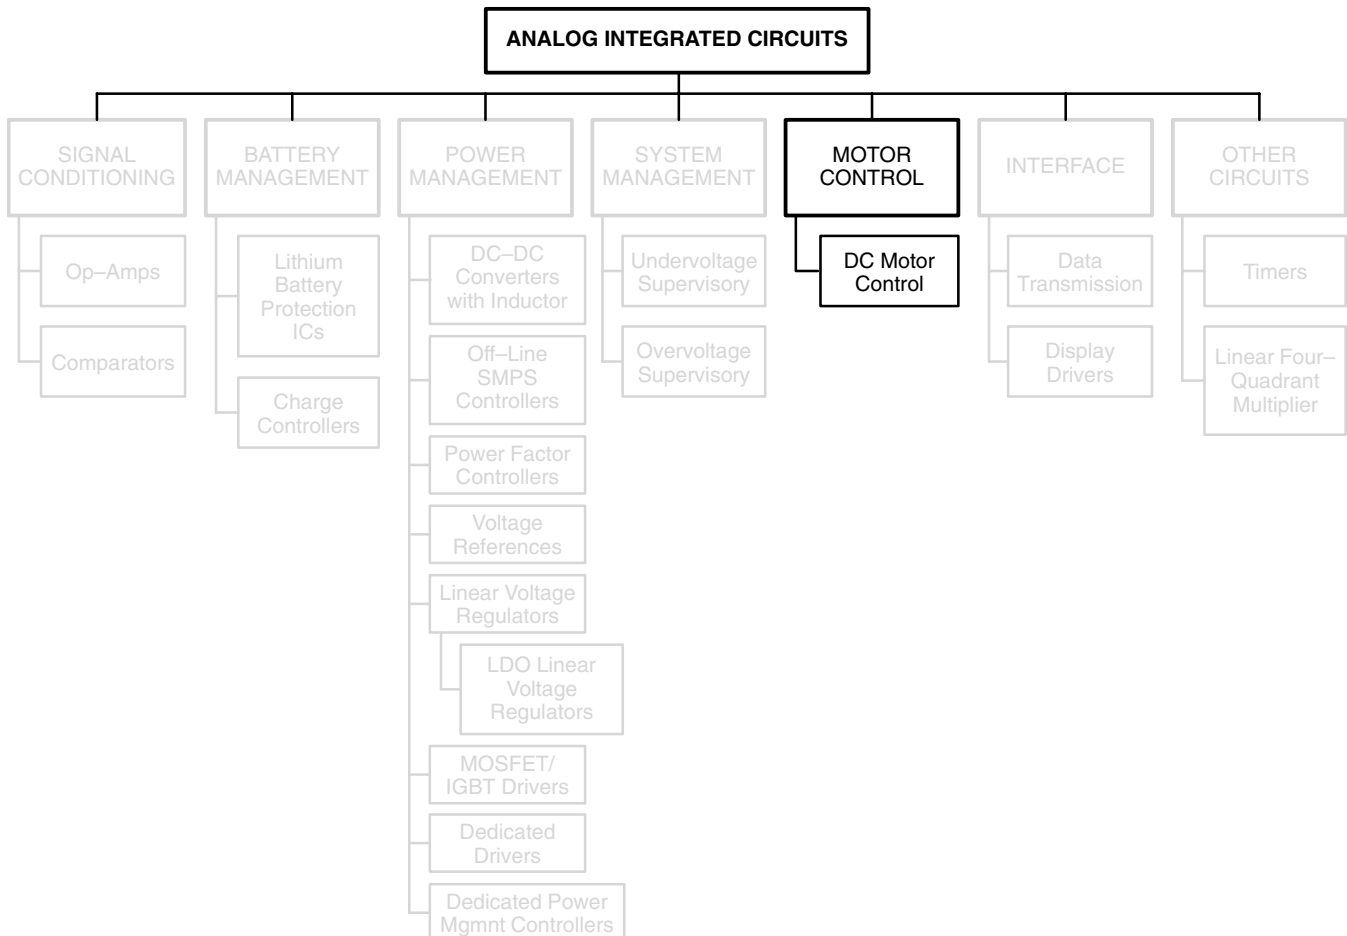 ANALOG INTEGRATED CIRCUITS
SIGNAL
CONDITIONING
Op–Amps
Comparators
BATTERY
MANAGEMENT
Lithium
Battery
Protection
ICs
Charge
Controllers
POWER
MANAGEMENT
DC–DC
Converters
with Inductor
Off–Line
SMPS
Controllers
Power Factor
Controllers
Voltage
References
Linear Voltage
Regulators
LDO Linear
Voltage
Regulators
MOSFET/
IGBT Drivers
Dedicated
Drivers
Dedicated Power
Mgmnt Controllers
SYSTEM
MANAGEMENT
Undervoltage
Supervisory
Overvoltage
Supervisory
MOTOR
CONTROL
DC Motor
Control
INTERFACE
Data
Transmission
Display
Drivers
OTHER
CIRCUITS
Timers
Linear Four–
Quadrant
Multiplier